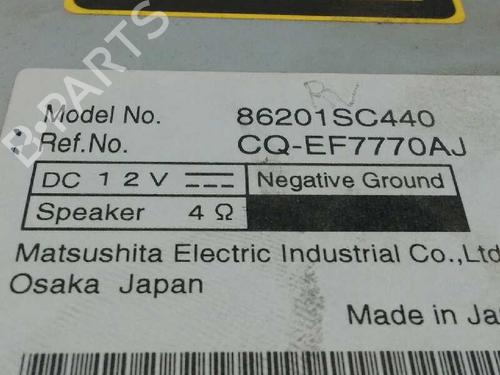 B-PARTS
Model No. 86201SC440
Ref.No. CQ-EF7770AJ
DC 12V Negative Ground
Speaker 4Ω
Matsushita Electric Industrial Co.,Ltd
Osaka Japan
Made in Ja